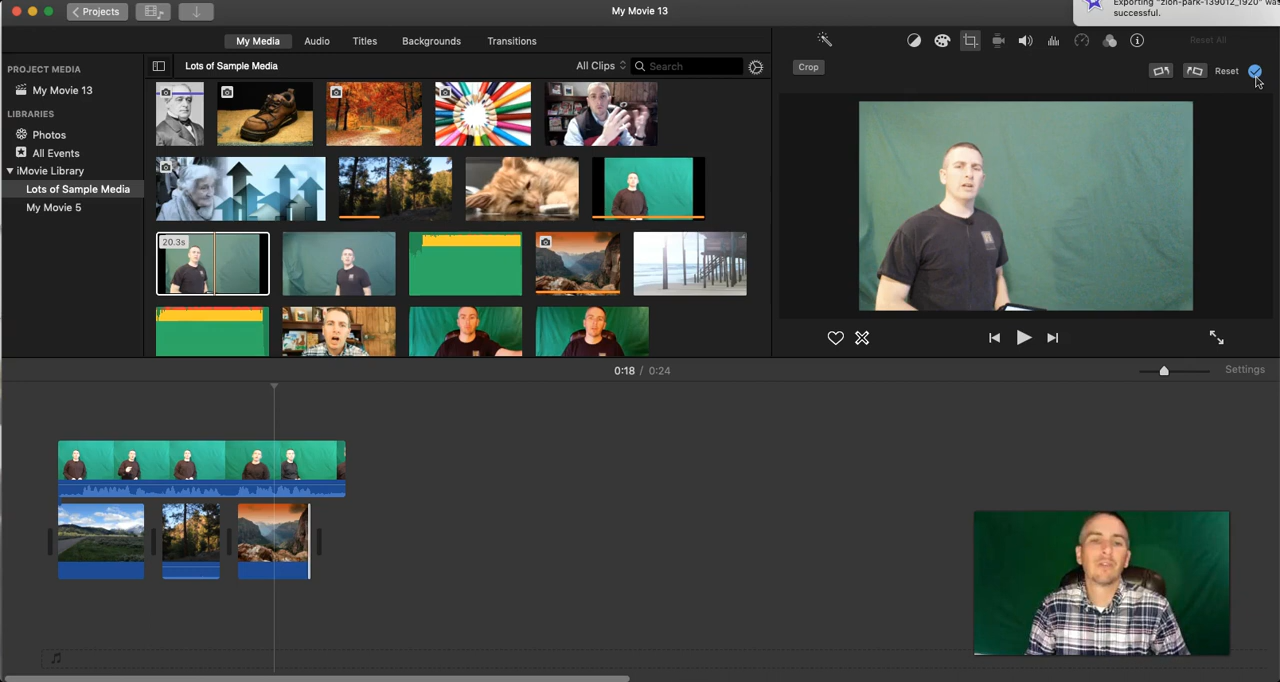 Projects
My Movie 13
Exporting "zion-park-139012_1920" was
successful.
My Media
Audio
Titles
Backgrounds
Transitions
Reset All
PROJECT MEDIA
My Movie 13
LIBRARIES
Photos
All Events
iMovie Library
Lots of Sample Media
My Movie 5
Lots of Sample Media
All Clips
Search
Crop
Reset
20.3s
0:18 / 0:24
Settings